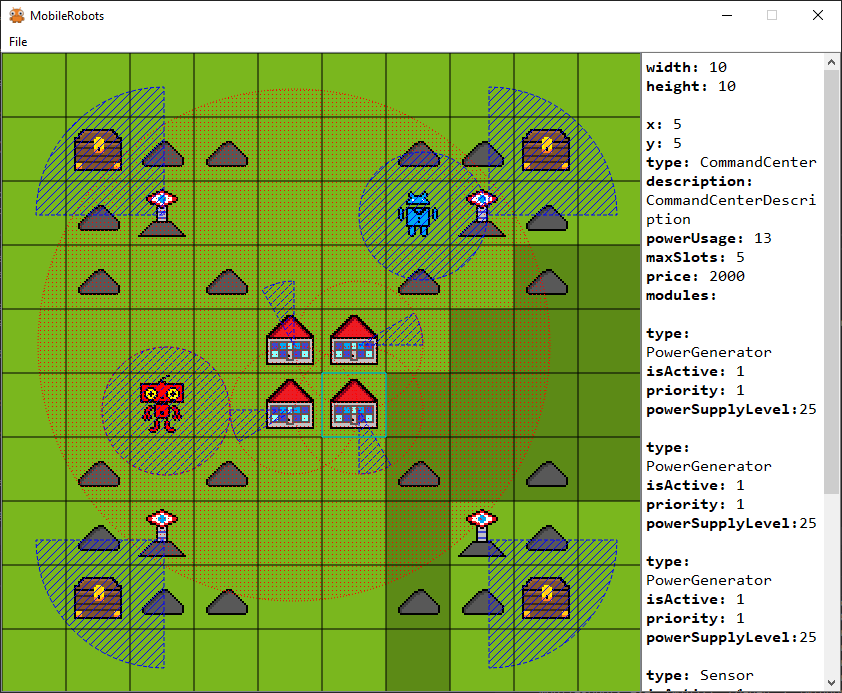 MobileRobots
File
width: 10
height: 10
x: 5
y: 5
type: CommandCenter
description:
CommandCenterDescri
ption
powerUsage: 13
maxSlots: 5
price: 2000
modules:
type:
PowerGenerator
isActive: 1
priority: 1
powerSupplyLevel:25
type:
PowerGenerator
isActive: 1
priority: 1
powerSupplyLevel:25
type:
PowerGenerator
isActive: 1
priority: 1
powerSupplyLevel:25
type: Sensor